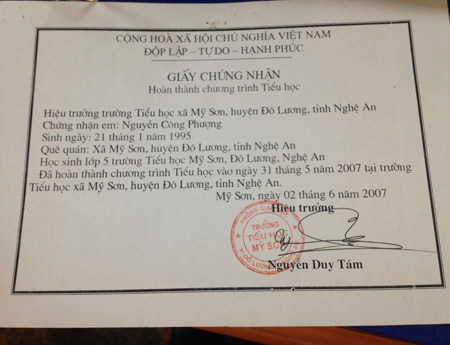 CỘNG HOÀ XÃ HỘI CHỦ NGHĨA VIỆT NAM
ĐỘP LẬP – TỰ DO – HẠNH PHÚC
GIẤY CHỨNG NHẬN
Hoàn thành chương trình Tiểu học
Hiệu trưởng trường Tiểu học xã Mỹ Sơn, huyện Đô Lương, tỉnh Nghệ An
Chứng nhận em: Nguyễn Công Phượng
Sinh ngày: 21 tháng 1 năm 1995
Quê quán: Xã Mỹ Sơn, huyện Đô Lương, tỉnh Nghệ An
Học sinh lớp 5 trường Tiểu học Mỹ Sơn, Đô Lương, Nghệ An
Đã hoàn thành chương trình Tiểu học vào ngày 31 tháng 5 năm 2007 tại trường
Tiểu học xã Mỹ Sơn, huyện Đô Lương, tỉnh Nghệ An.
Mỹ Sơn, ngày 02 tháng 6 năm 2007
Hiệu trưởng
TRƯỜNG
TIỂU HỌC
MỸ SƠN
Nguyễn Duy Tám